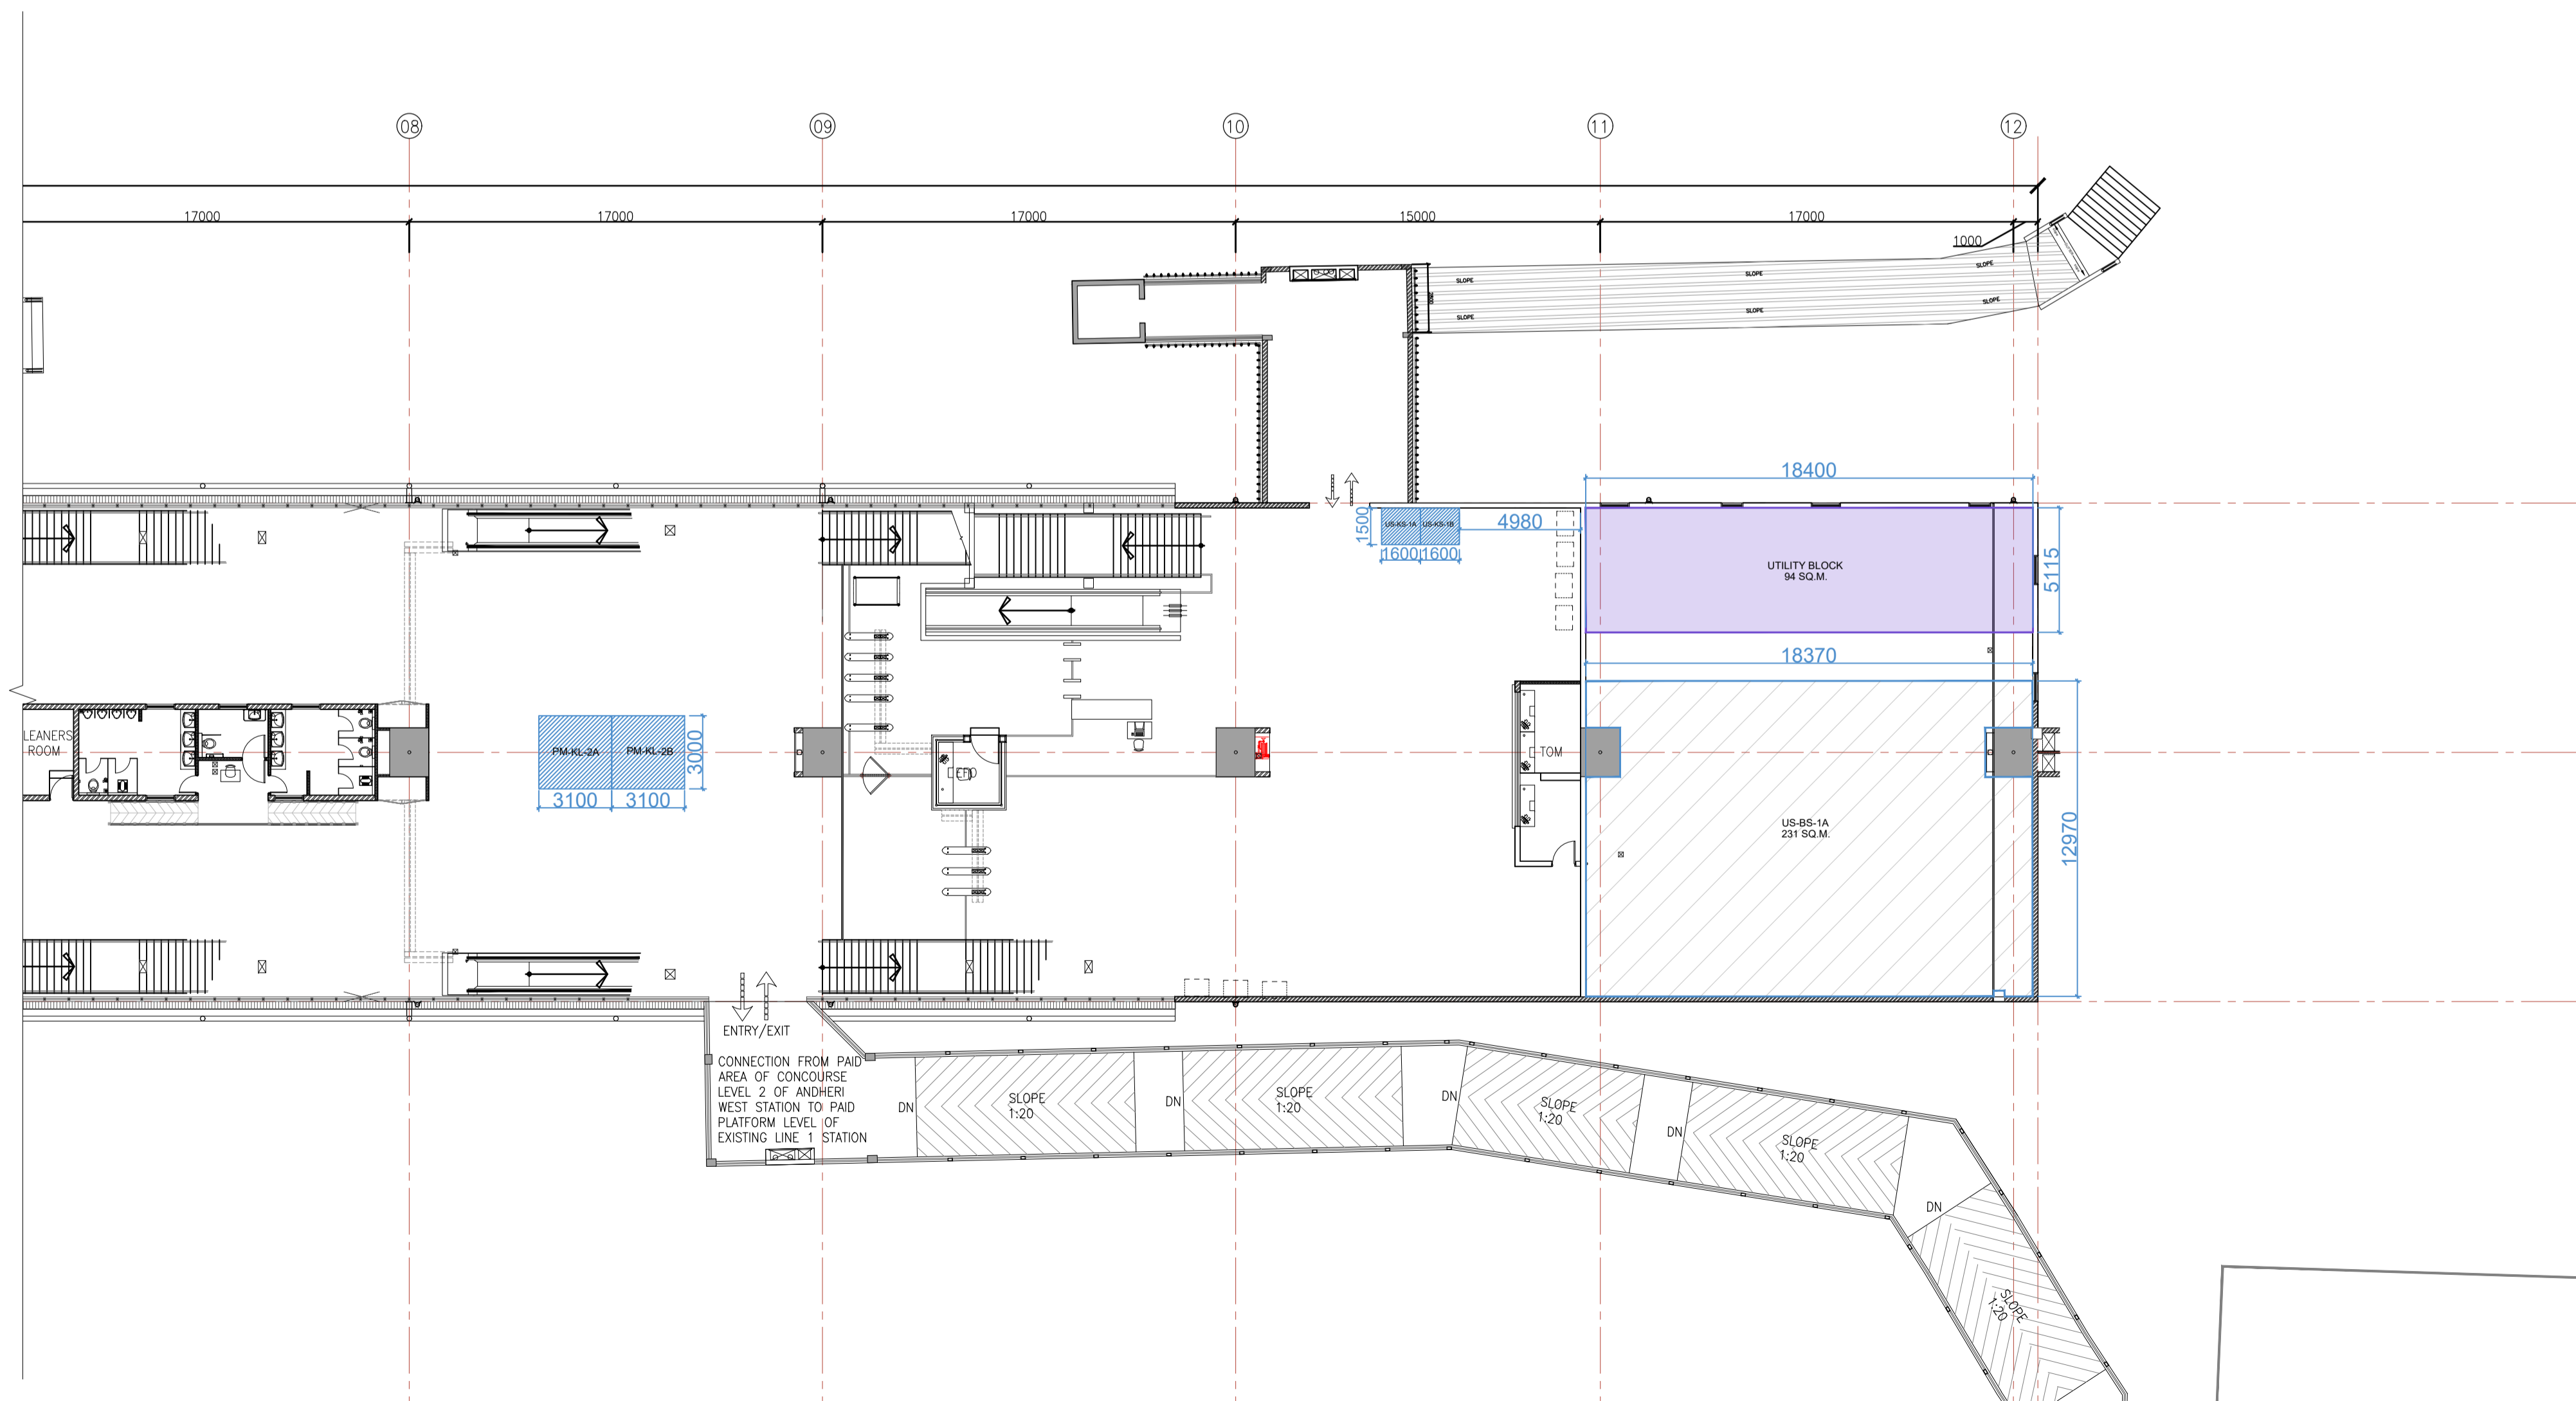 08
09
10
11
12
17000
17000
17000
15000
17000
1000
SLOPE
SLOPE
SLOPE
SLOPE
SLOPE
SLOPE
18400
1500
US-KS-1A
US-KS-1B
4980
1600
1600
UTILITY BLOCK
94 SQ.M.
5115
18370
LEANERS
ROOM
PM-KL-2A
PM-KL-2B
3000
3100
3100
EFO
TOM
US-BS-1A
231 SQ.M.
12970
ENTRY/EXIT
CONNECTION FROM PAID
AREA OF CONCOURSE
LEVEL 2 OF ANDHERI
WEST STATION TO PAID
PLATFORM LEVEL OF
EXISTING LINE 1 STATION
DN
SLOPE
1:20
DN
SLOPE
1:20
DN
SLOPE
1:20
DN
SLOPE
1:20
DN
SLOPE
1:20